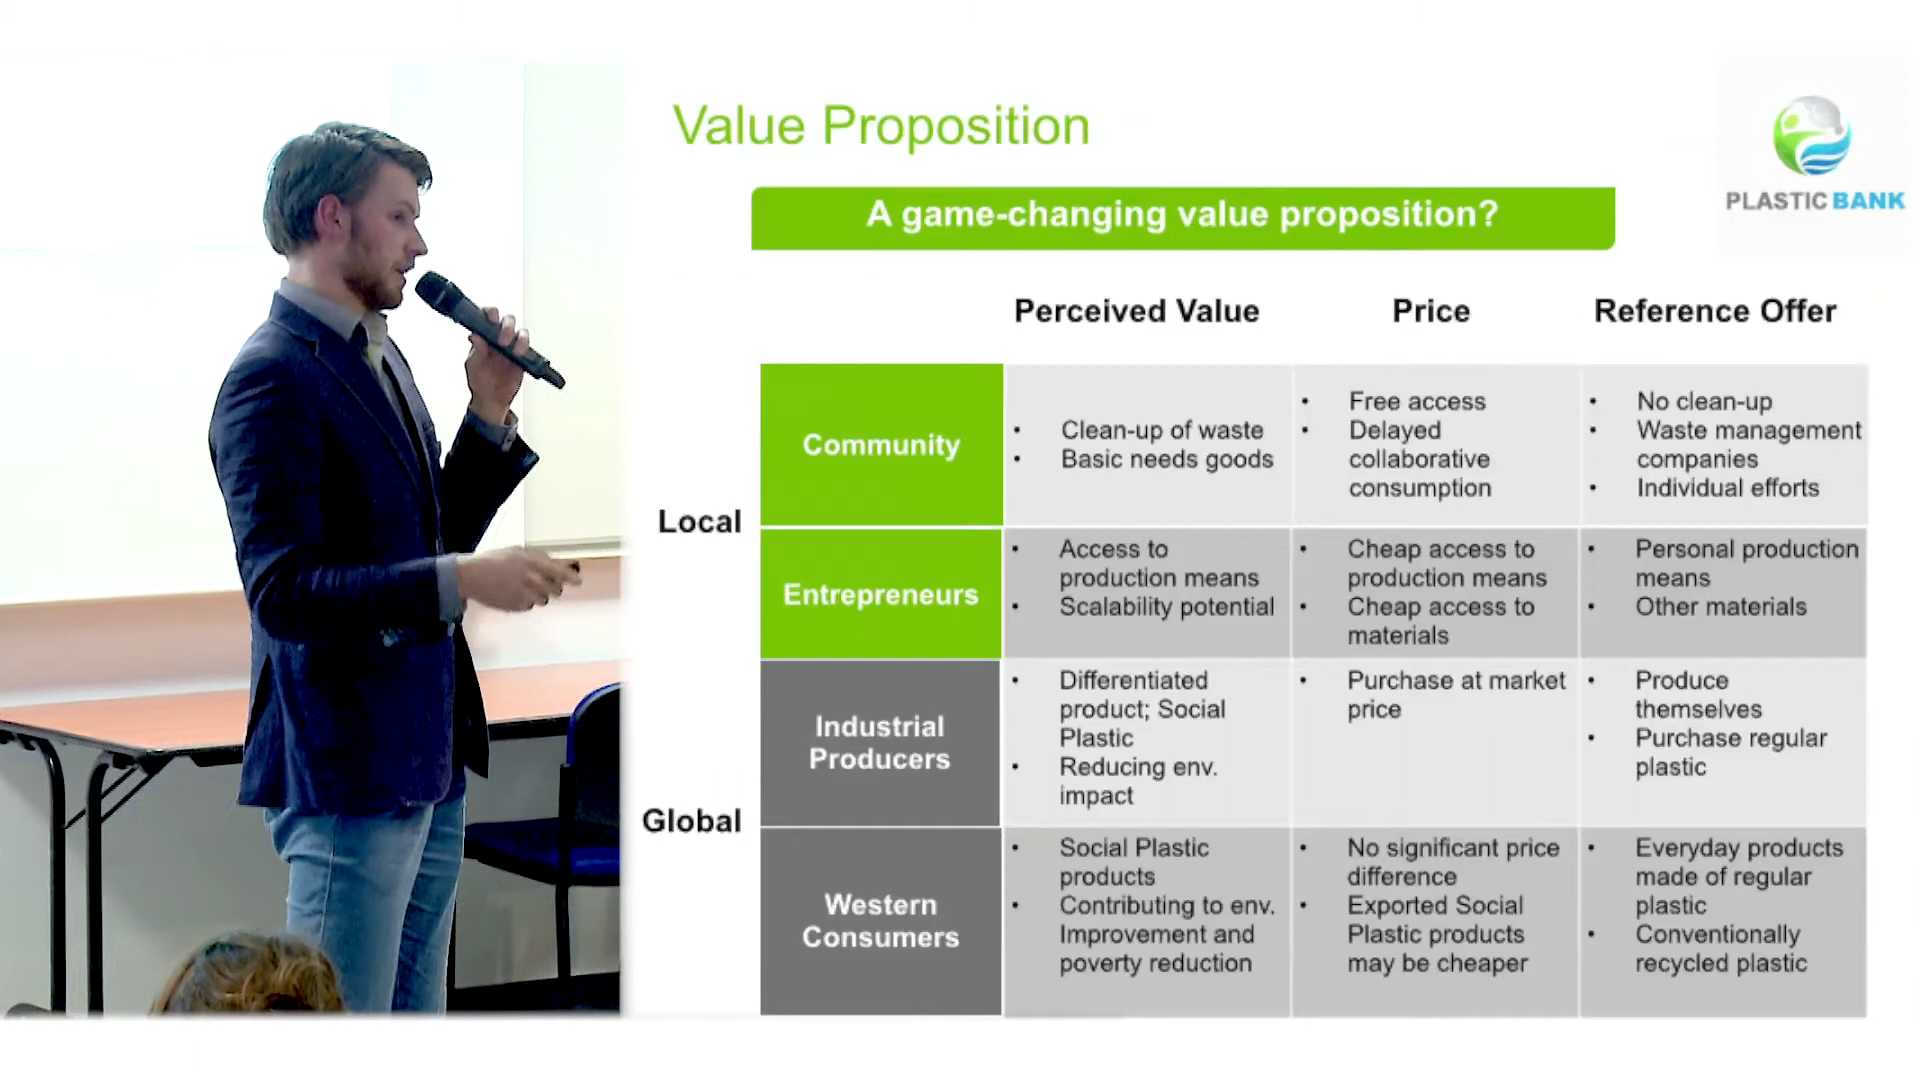 Value Proposition
PLASTIC BANK
A game-changing value proposition?
Perceived Value
Price
Reference Offer
Local
Community
• Clean-up of waste
• Basic needs goods
• Free access
• Delayed
collaborative
consumption
• No clean-up
• Waste management
companies
• Individual efforts
Entrepreneurs
• Access to
production means
• Scalability potential
• Cheap access to
production means
• Cheap access to
materials
• Personal production
means
• Other materials
Global
Industrial
Producers
• Differentiated
product; Social
Plastic
• Reducing env.
impact
• Purchase at market
price
• Produce
themselves
• Purchase regular
plastic
Western
Consumers
• Social Plastic
products
• Contributing to env.
Improvement and
poverty reduction
• No significant price
difference
• Exported Social
Plastic products
may be cheaper
• Everyday products
made of regular
plastic
• Conventionally
recycled plastic